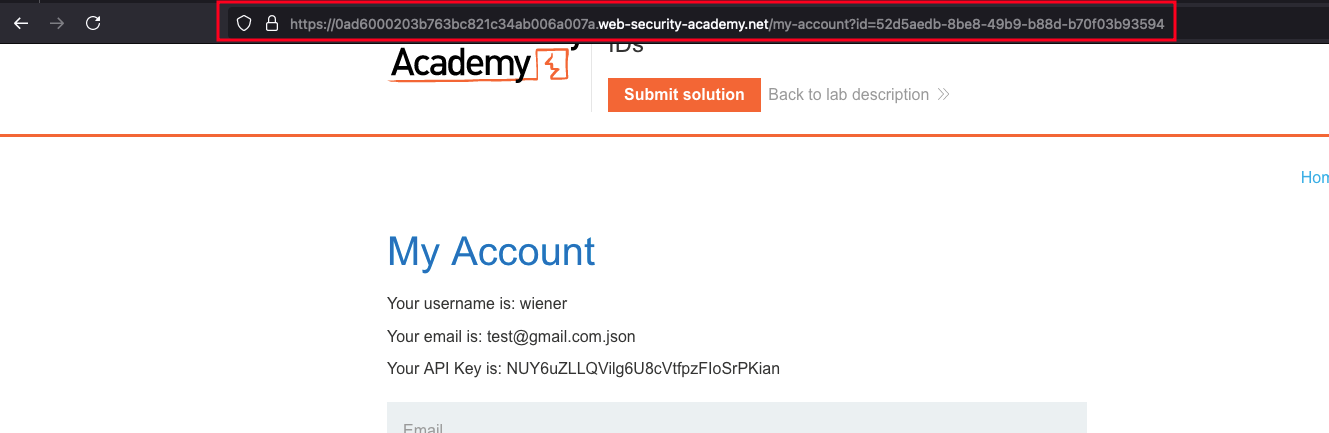 https://0ad6000203b763bc821c34ab006a007a.web-security-academy.net/my-account?id=52d5aedb-8be8-49b9-b88d-b70f03b93594
IDs
Academy
Submit solution Back to lab description
Hom
My Account
Your username is: wiener
Your email is: test@gmail.com.json
Your API Key is: NUY6uZLLQVilg6U8cVtfpzFIoSrPKian
Email